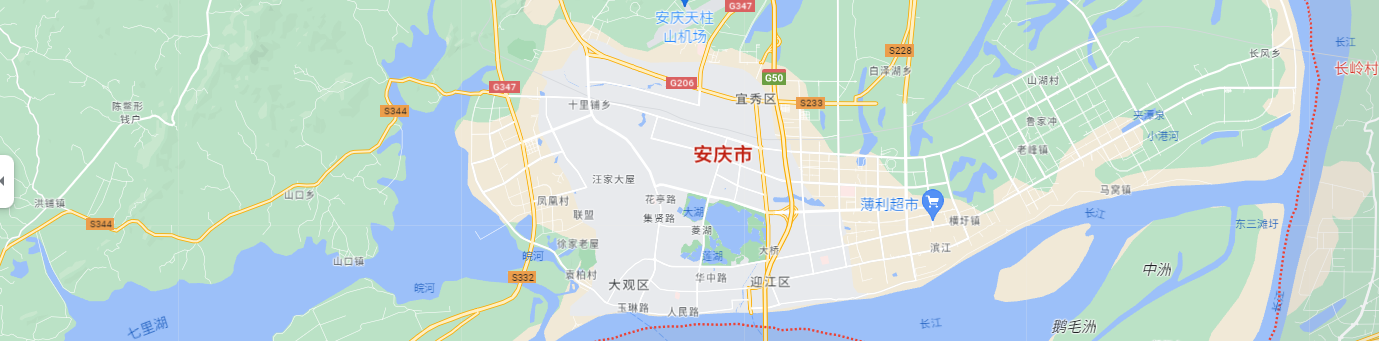 G347
安庆天柱
山机场
长江
长风乡
S228
长岭村
白泽湖乡
G50
山湖村
G206
G347
宜秀区
S233
十里铺乡
陈鹜形
钱户
S344
鲁家冲
小港河
安庆市
老峰镇
汪家大屋
马窝镇
山口乡
花亭路
凤凰村
洪铺镇
薄利超市
大湖
联盟
集贤路
长江
横圩镇
S344
东三滩圩
菱湖
徐家老屋
滨江
大桥
皖河
莲湖
山口镇
中洲
袁柏村
S332
华中路
大观区
迎江区
皖河
长江
玉琳路
人民路
七里湖
长江
鹅毛洲